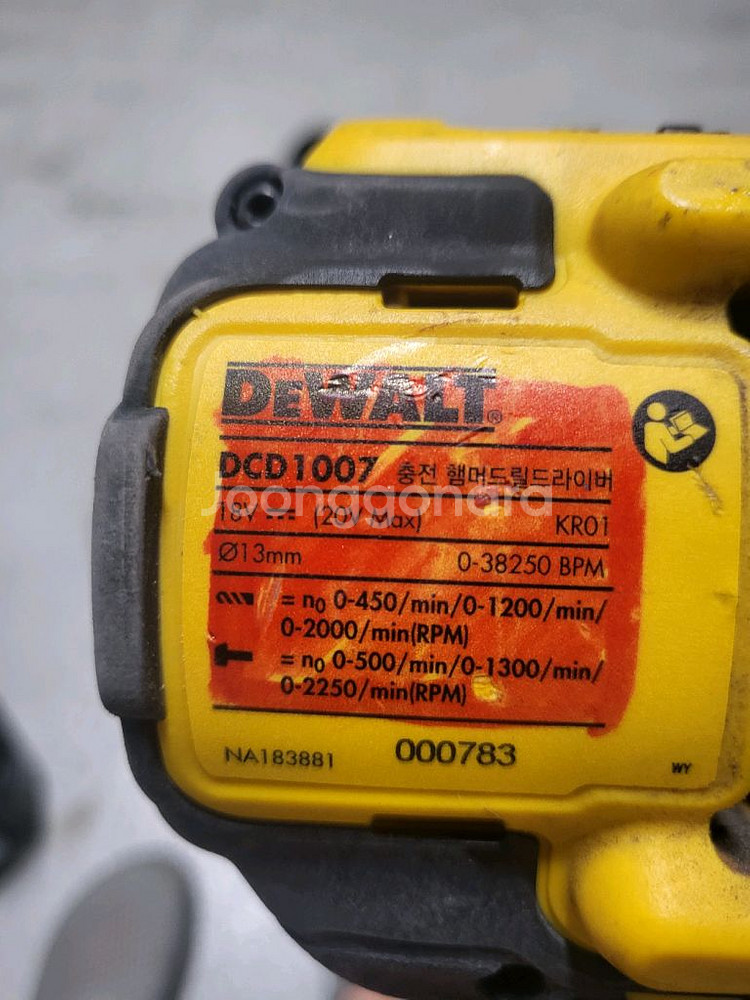 DEWALT®
DCD1007 충전 햄머드릴드라이버
Joonggonara
18V (20V Max) KR01
Ø13mm 0-38250 BPM
= n0 0-450/min/0-1200/min/
0-2000/min(RPM)
= n0 0-500/min/0-1300/min/
0-2250/min(RPM)
NA183881 000783 WY